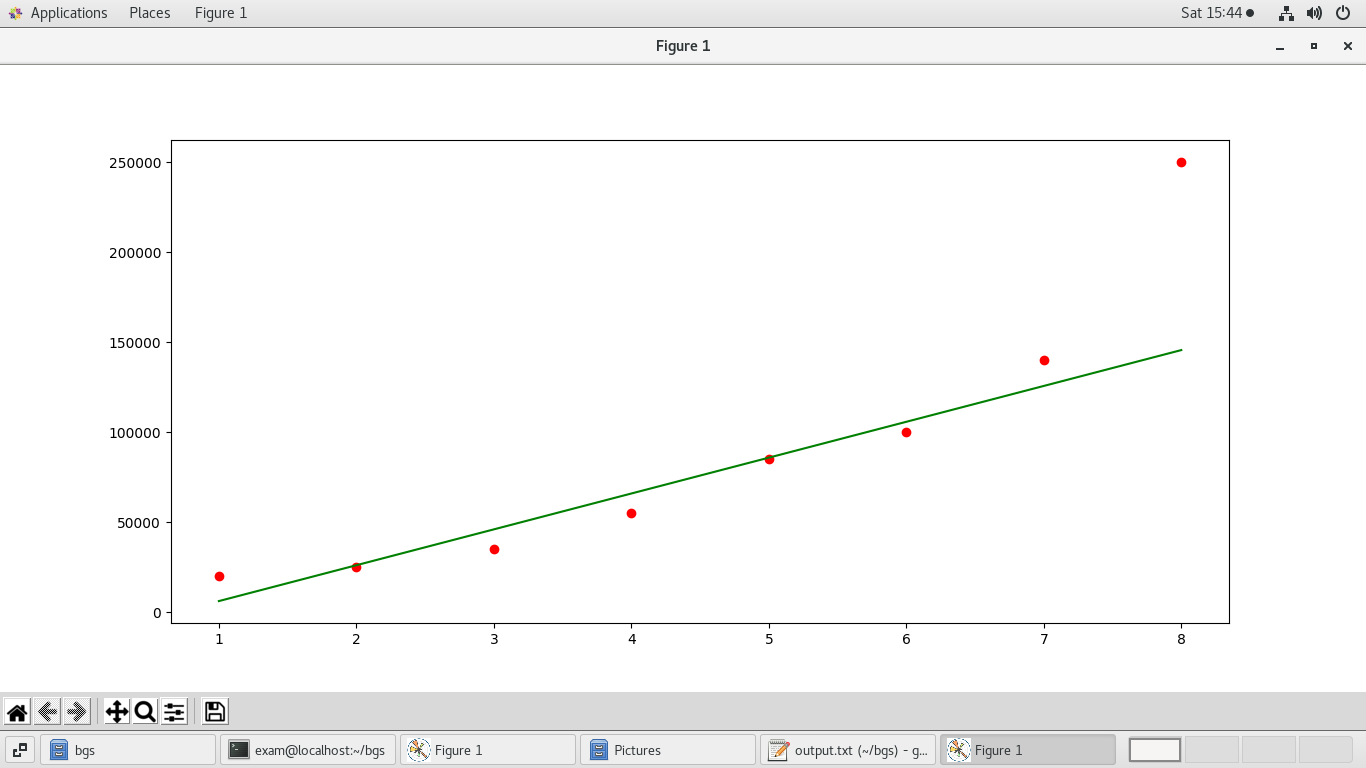 Applications Places Figure 1 Sat 15:44
Figure 1
250000
200000
150000
100000
50000
0
1 2 3 4 5 6 7 8
bgs exam@localhost:~/bgs Figure 1 Pictures output.txt (~/bgs) - g... Figure 1